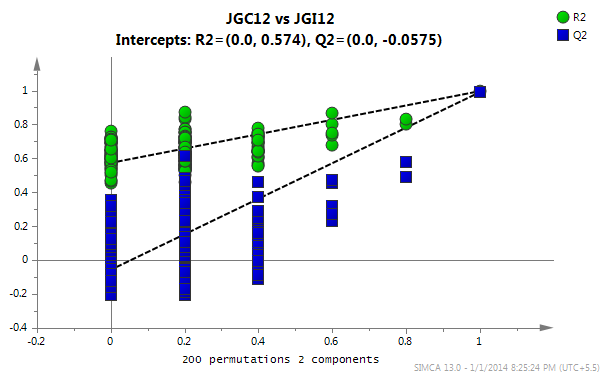 JGC12 vs JGI12
Intercepts: R2=(0.0, 0.574), Q2=(0.0, -0.0575)
R2
Q2
1
0.8
0.6
0.4
0.2
0
-0.2
-0.4
-0.2 0 0.2 0.4 0.6 0.8 1
200 permutations 2 components
SIMCA 13.0 - 1/1/2014 8:25:24 PM (UTC+5.5)